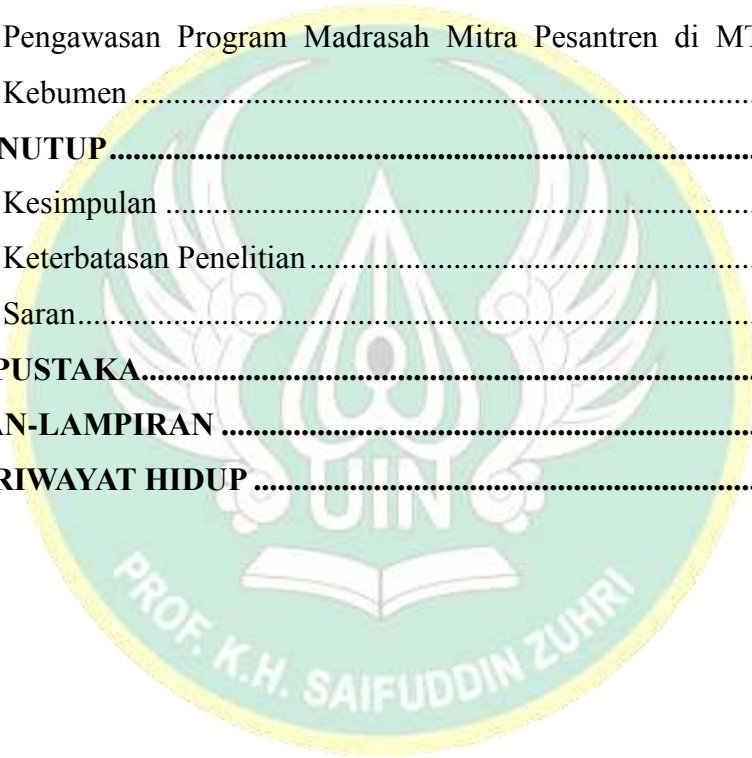 Pengawasan Program Madrasah Mitra Pesantren di MT
Kebumen ........................................................................
NUTUP........................................................................
Kesimpulan ........................................................................
Keterbatasan Penelitian........................................................................
Saran........................................................................
PUSTAKA........................................................................
AN-LAMPIRAN ........................................................................
RIWAYAT HIDUP ........................................................................
UIN
PROF. K.H. SAIFUDDIN ZUHRI